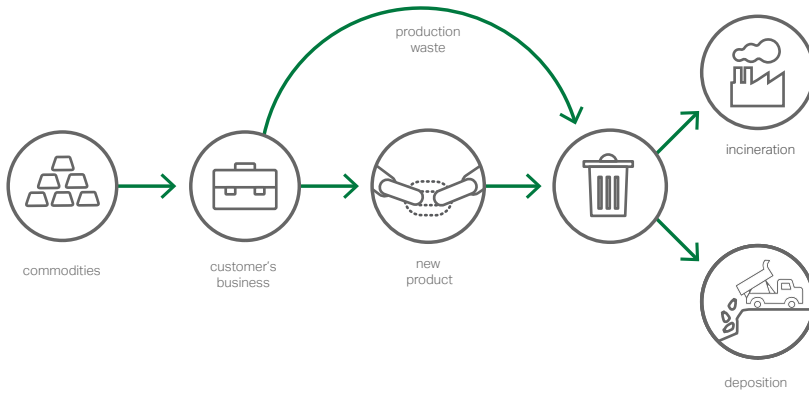 production
waste
incineration
commodities
customer's
business
new
product
deposition